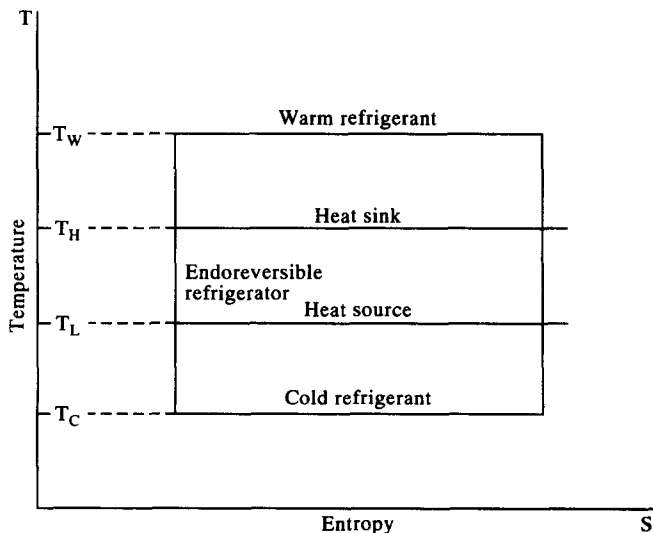 T
Warm refrigerant
T_W
Heat sink
T_H
Endoreversible
refrigerator
Heat source
T_L
Cold refrigerant
T_C
Temperature
Entropy
S